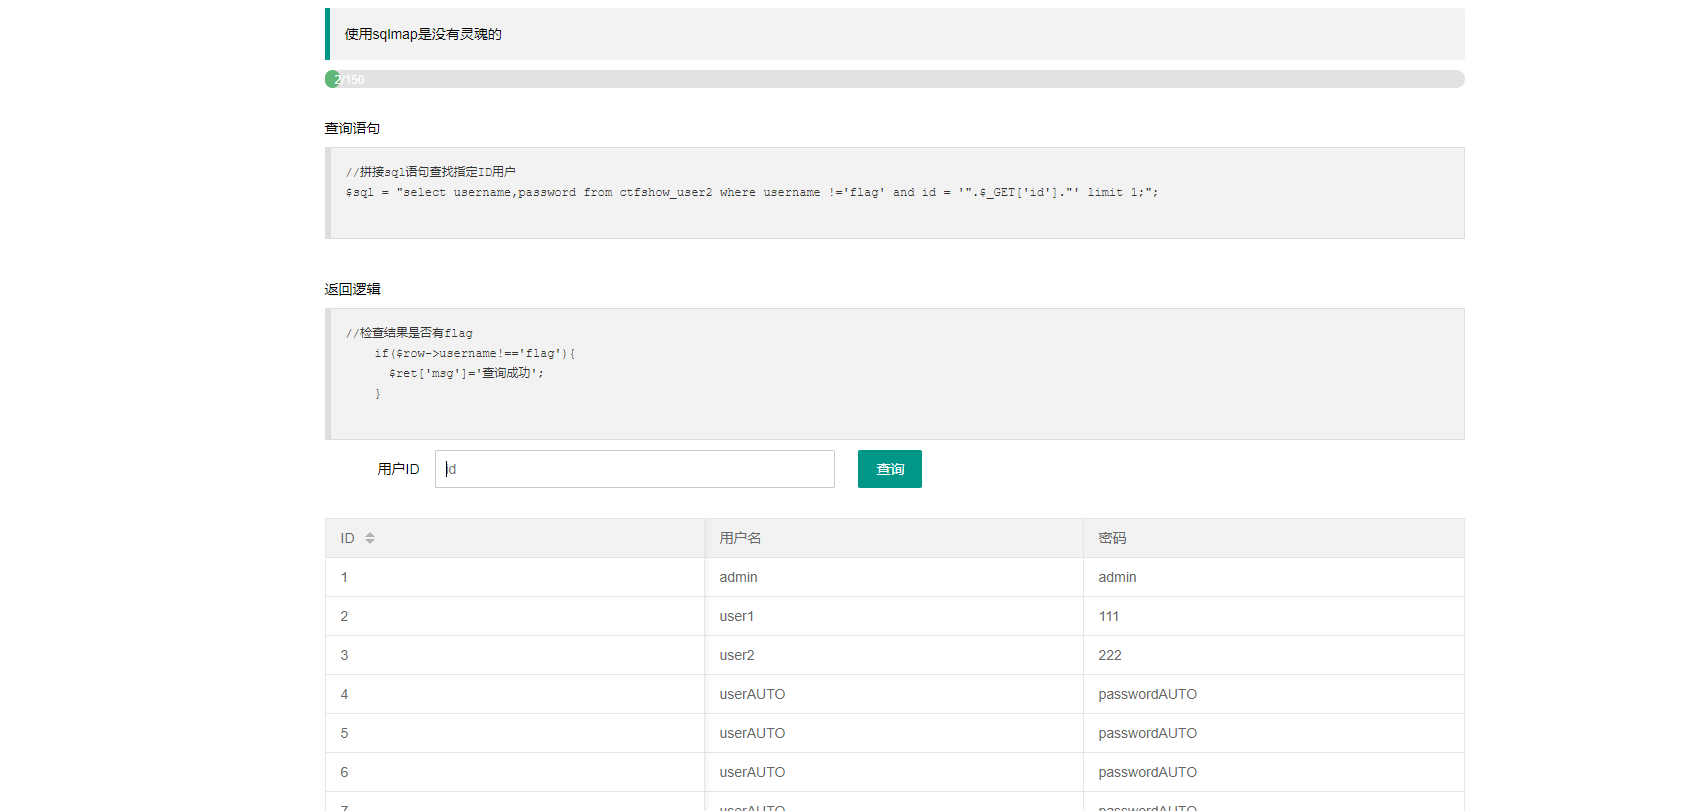 使用sqlmap是没有灵魂的
2/150
查询语句
//拼接sql语句查找指定ID用户
$sql = "select username,password from ctfshow_user2 where username !='flag' and id = '".$_GET['id']."' limit 1;";
返回逻辑
//检查结果是否有flag
if($row->username!=='flag'){
$ret['msg']='查询成功';
}
用户ID id 查询
ID 用户名 密码
1 admin admin
2 user1 111
3 user2 222
4 userAUTO passwordAUTO
5 userAUTO passwordAUTO
6 userAUTO passwordAUTO
7 userAUTO passwordAUTO